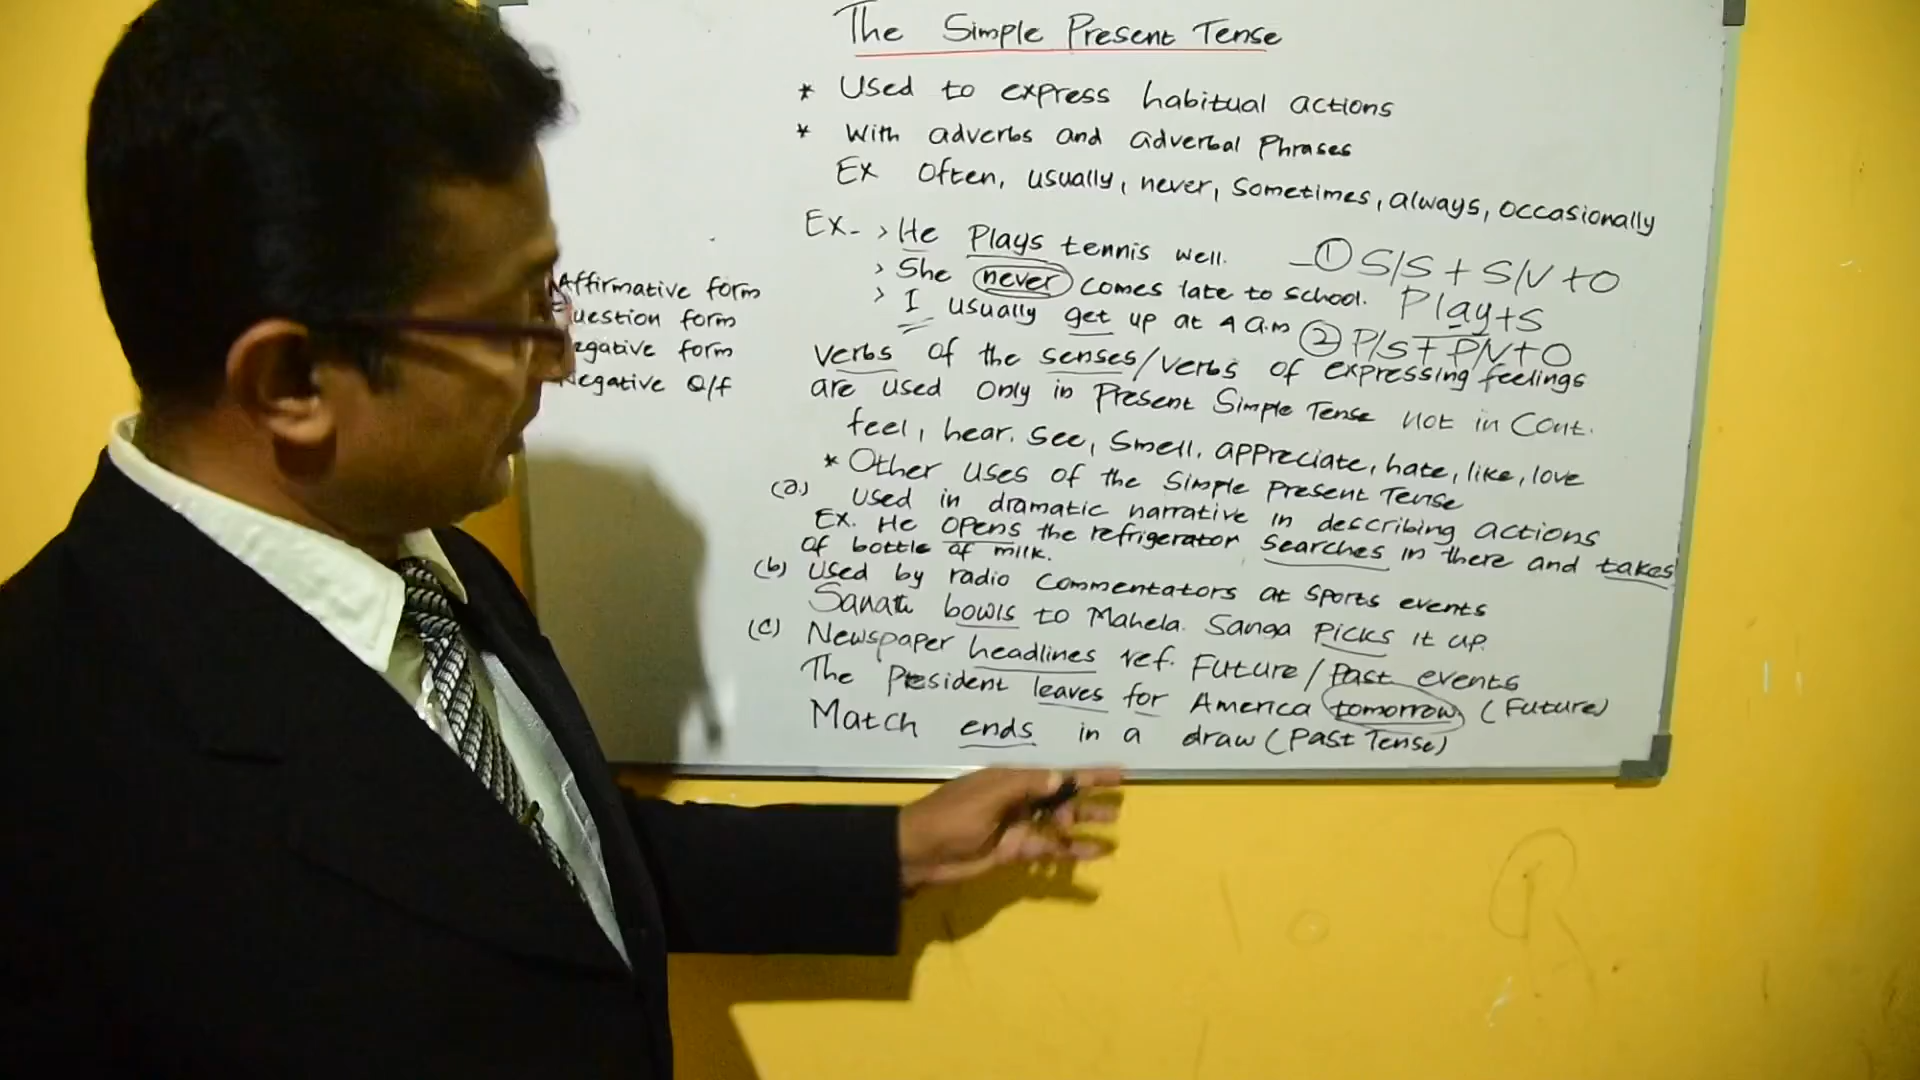 The Simple Present Tense
* Used to express habitual actions
* With adverbs and adverbal Phrases
Ex Often, usually, never, Sometimes, always, occasionally
Ex- > He Plays tennis well. - ① S/S + S/V + O
> She never comes late to school. Play+s
> I usually get up at 4 a.m ② P/S + P/V + O
Verbs of the senses/verbs of expressing feelings
are used Only in Present Simple Tense not in Cont.
feel, hear. See, Smell, appreciate, hate, like, love
* Other uses of the Simple Present Tense
(a.) used in dramatic narrative in describing actions
Ex. He opens the refrigerator Searches in there and takes
of bottle of milk.
(b) used by radio Commentators at Sports events
bowls to Mahela. Sanga Picks it up.
(c) Newspaper headlines ref. Future/Past events
The President leaves for America tomorrow (Future)
Match ends in a draw (Past Tense)
Affirmative form
uestion form
egative form
egative Q/f